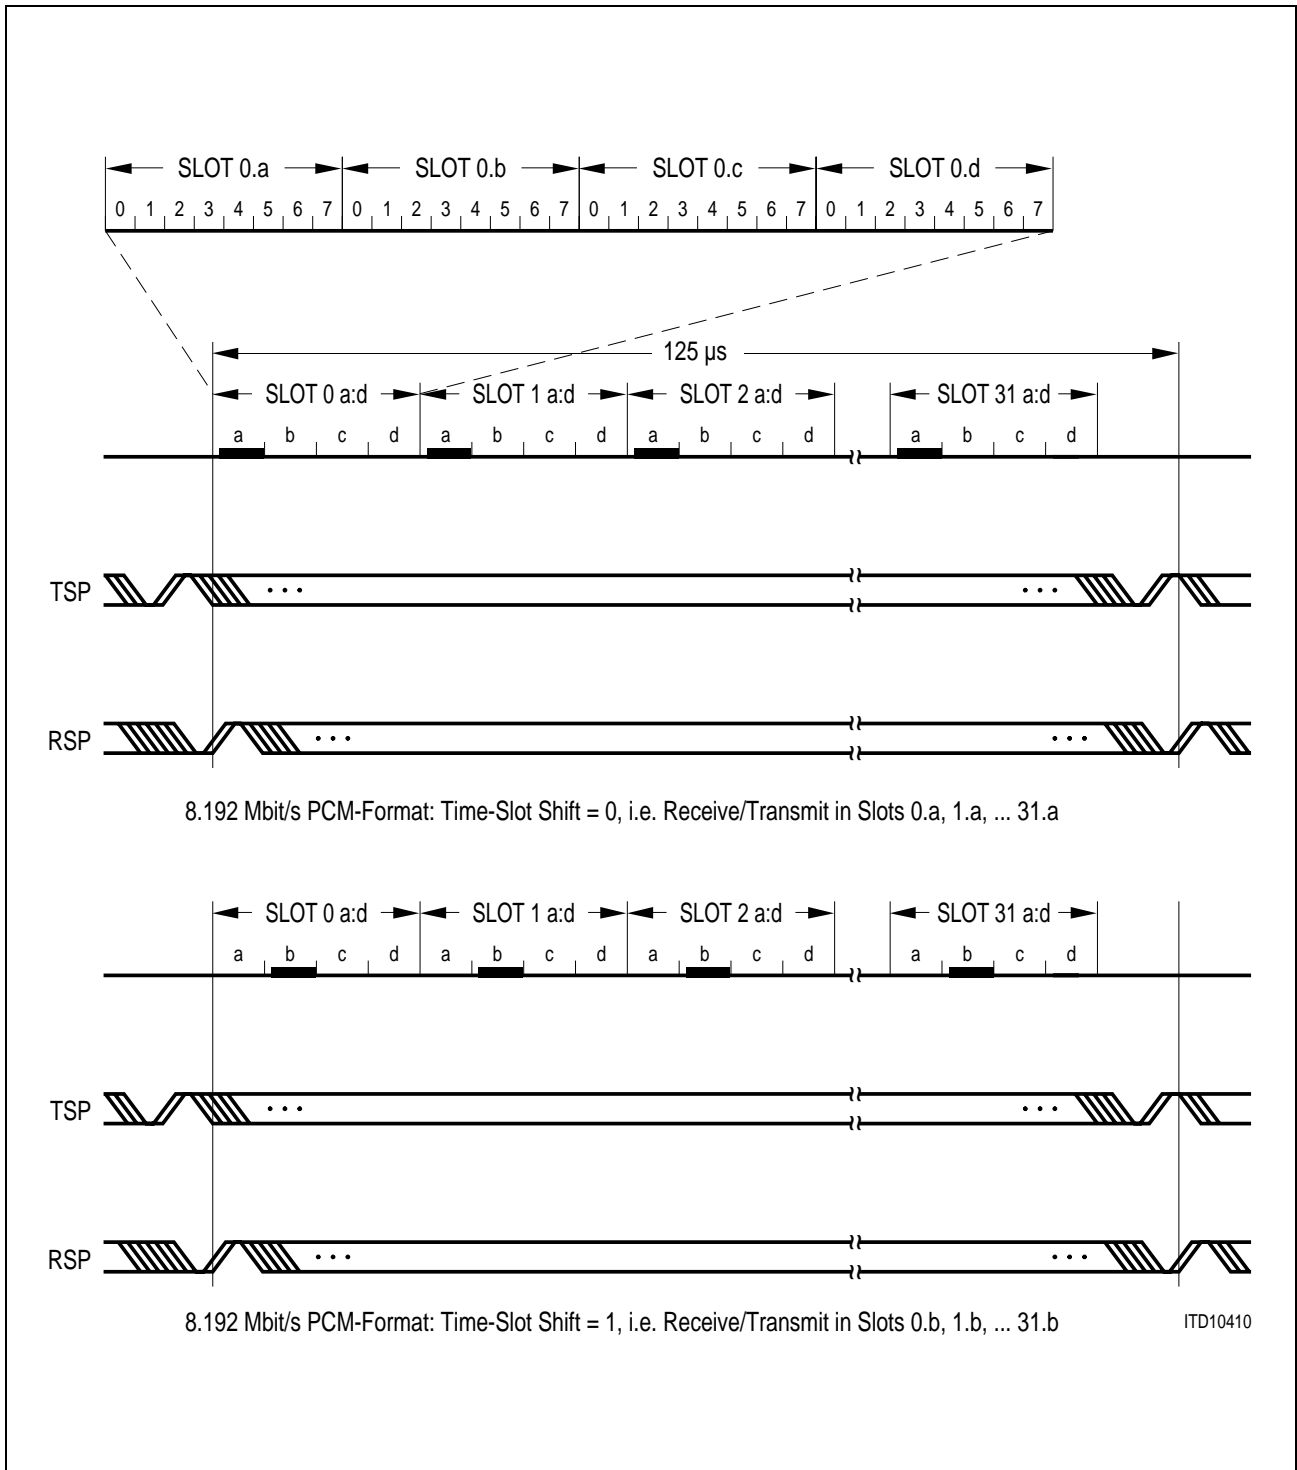 SLOT 0.a SLOT 0.b SLOT 0.c SLOT 0.d
0 1 2 3 4 5 6 7 0 1 2 3 4 5 6 7 0 1 2 3 4 5 6 7 0 1 2 3 4 5 6 7
125 µs
SLOT 0 a:d SLOT 1 a:d SLOT 2 a:d SLOT 31 a:d
a b c d a b c d a b c d a b c d
TSP
RSP
8.192 Mbit/s PCM-Format: Time-Slot Shift = 0, i.e. Receive/Transmit in Slots 0.a, 1.a, ... 31.a
SLOT 0 a:d SLOT 1 a:d SLOT 2 a:d SLOT 31 a:d
a b c d a b c d a b c d a b c d
TSP
RSP
8.192 Mbit/s PCM-Format: Time-Slot Shift = 1, i.e. Receive/Transmit in Slots 0.b, 1.b, ... 31.b
ITD10410